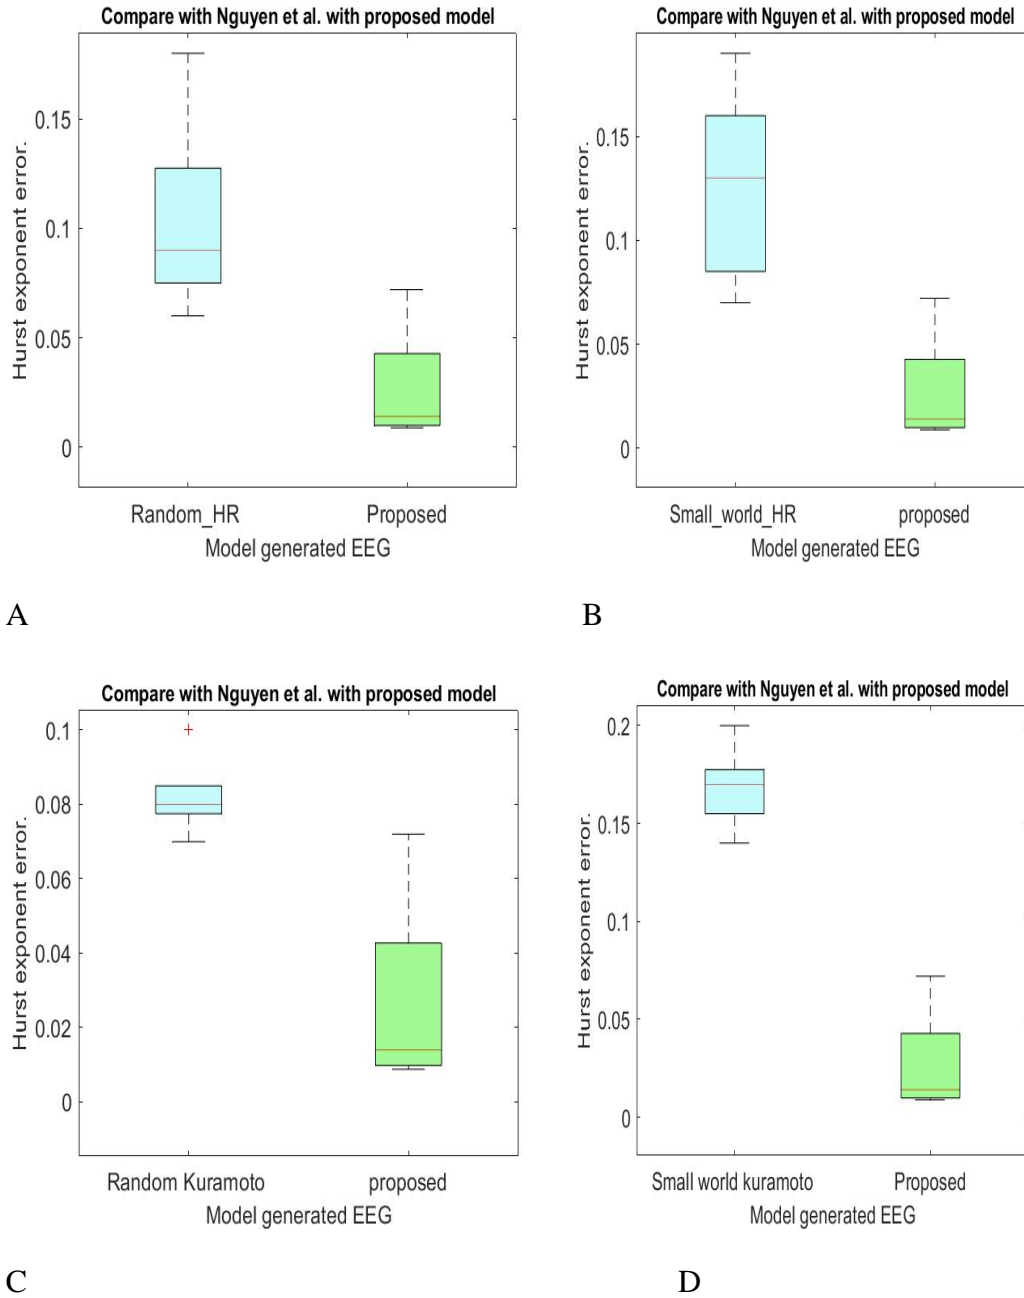 Compare with Nguyen et al. with proposed model
Hurst exponent error.
0.15
0.1
0.05
0
Random_HR Proposed
Model generated EEG
A
Compare with Nguyen et al. with proposed model
Hurst exponent error.
0.15
0.1
0.05
0
Small_world_HR proposed
Model generated EEG
B
Compare with Nguyen et al. with proposed model
Hurst exponent error.
0.1
0.08
0.06
0.04
0.02
0
Random Kuramoto proposed
Model generated EEG
C
Compare with Nguyen et al. with proposed model
Hurst exponent error.
0.2
0.15
0.1
0.05
0
Small world kuramoto Proposed
Model generated EEG
D